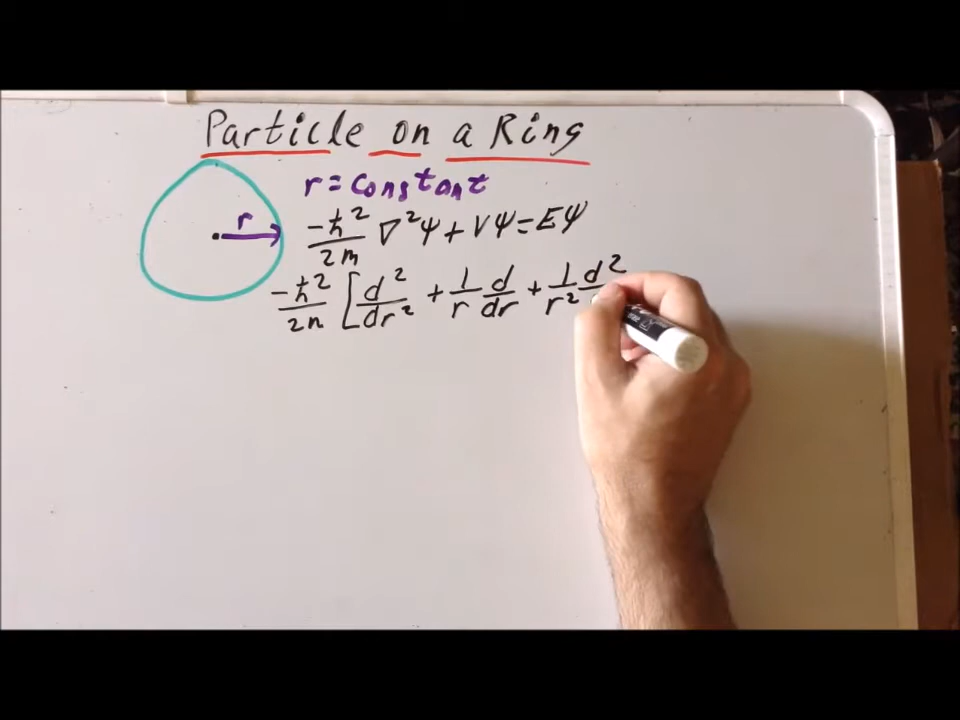 Particle on a Ring
r = constant
r
-ℏ²/2m ∇²ψ + Vψ = Eψ
-ℏ²/2m [d²/dr² + 1/r d/dr + 1/r² d²